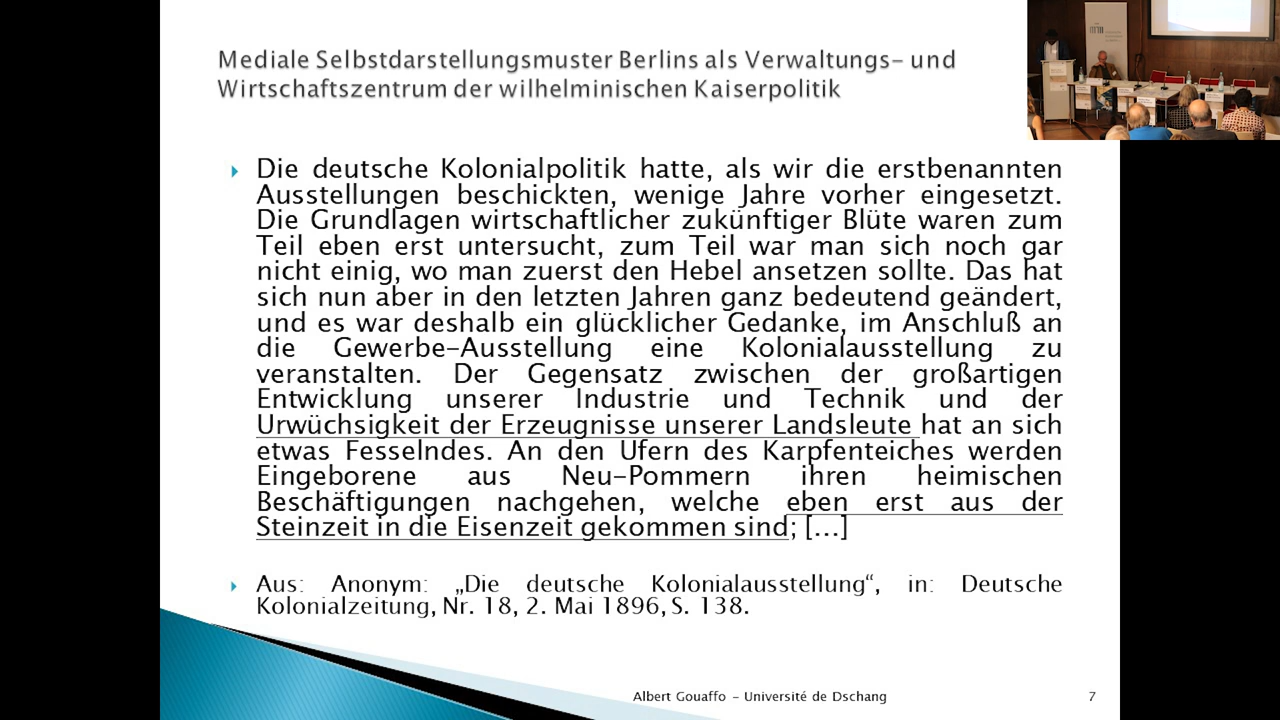 Mediale Selbstdarstellungsmuster Berlins als Verwaltungs- und
Wirtschaftszentrum der wilhelminischen Kaiserpolitik
Die deutsche Kolonialpolitik hatte, als wir die erstbenannten
Ausstellungen beschickten, wenige Jahre vorher eingesetzt.
Die Grundlagen wirtschaftlicher zukünftiger Blüte waren zum
Teil eben erst untersucht, zum Teil war man sich noch gar
nicht einig, wo man zuerst den Hebel ansetzen sollte. Das hat
sich nun aber in den letzten Jahren ganz bedeutend geändert,
und es war deshalb ein glücklicher Gedanke, im Anschluß an
die Gewerbe-Ausstellung eine Kolonialausstellung zu
veranstalten. Der Gegensatz zwischen der großartigen
Entwicklung unserer Industrie und Technik und der
Urwüchsigkeit der Erzeugnisse unserer Landsleute hat an sich
etwas Fesselndes. An den Ufern des Karpfenteiches werden
Eingeborene aus Neu-Pommern ihren heimischen
Beschäftigungen nachgehen, welche eben erst aus der
Steinzeit in die Eisenzeit gekommen sind; [...]
Aus: Anonym: „Die deutsche Kolonialausstellung“, in: Deutsche
Kolonialzeitung, Nr. 18, 2. Mai 1896, S. 138.
Albert Gouaffo - Université de Dschang
7